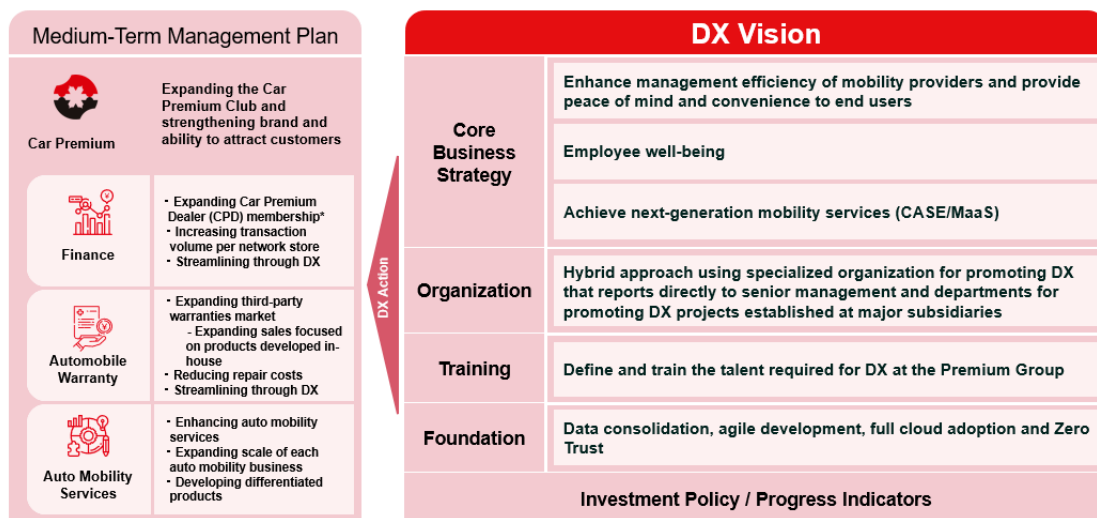 Medium-Term Management Plan
Car Premium
Expanding the Car
Premium Club and
strengthening brand and
ability to attract customers
Finance
・Expanding Car Premium
Dealer (CPD) membership*
・Increasing transaction
volume per network store
・Streamlining through DX
Automobile
Warranty
・Expanding third-party
warranties market
- Expanding sales focused
on products developed in-
house
・Reducing repair costs
・Streamlining through DX
Auto Mobility
Services
・Enhancing auto mobility
services
・Expanding scale of each
auto mobility business
・Developing differentiated
products
DX Action
DX Vision
Core
Business
Strategy
Enhance management efficiency of mobility providers and provide
peace of mind and convenience to end users
Employee well-being
Achieve next-generation mobility services (CASE/MaaS)
Organization
Hybrid approach using specialized organization for promoting DX
that reports directly to senior management and departments for
promoting DX projects established at major subsidiaries
Training
Define and train the talent required for DX at the Premium Group
Foundation
Data consolidation, agile development, full cloud adoption and Zero
Trust
Investment Policy / Progress Indicators